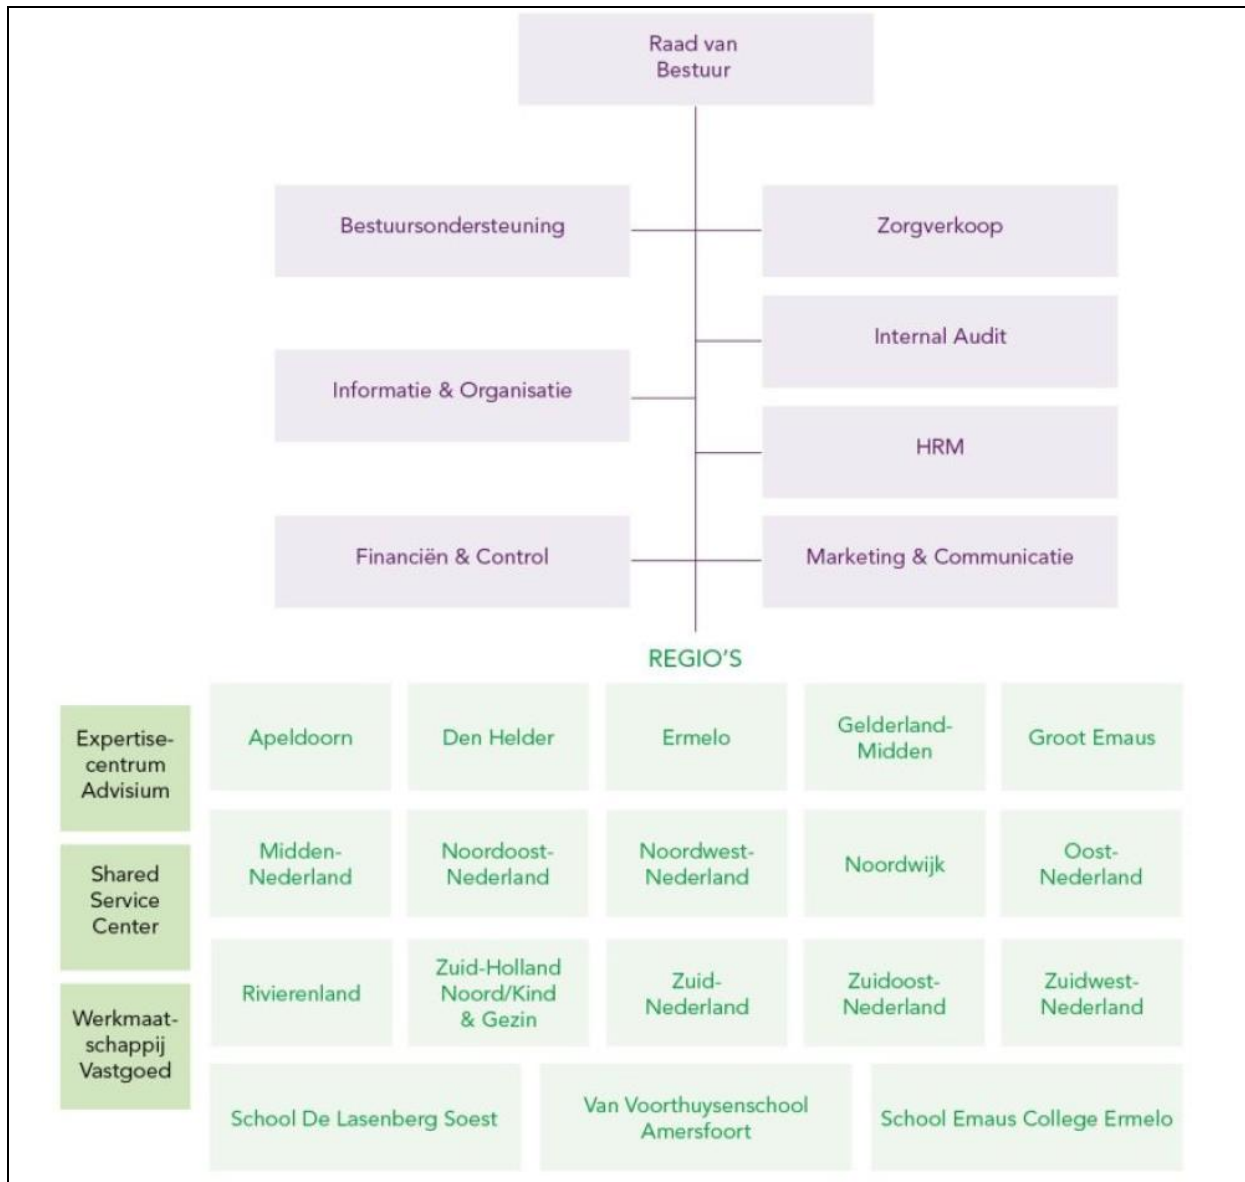 Raad van
Bestuur
Bestuursondersteuning
Zorgverkoop
Internal Audit
Informatie & Organisatie
HRM
Financiën & Control
Marketing & Communicatie
REGIO'S
Expertise-
centrum
Advisium
Shared
Service
Center
Werkmaat-
schappij
Vastgoed
Apeldoorn
Den Helder
Ermelo
Gelderland-
Midden
Groot Emaus
Midden-
Nederland
Noordoost-
Nederland
Noordwest-
Nederland
Noordwijk
Oost-
Nederland
Rivierenland
Zuid-Holland
Noord/Kind
& Gezin
Zuid-
Nederland
Zuidoost-
Nederland
Zuidwest-
Nederland
School De Lasenberg Soest
Van Voorthuysenschool
Amersfoort
School Emaus College Ermelo